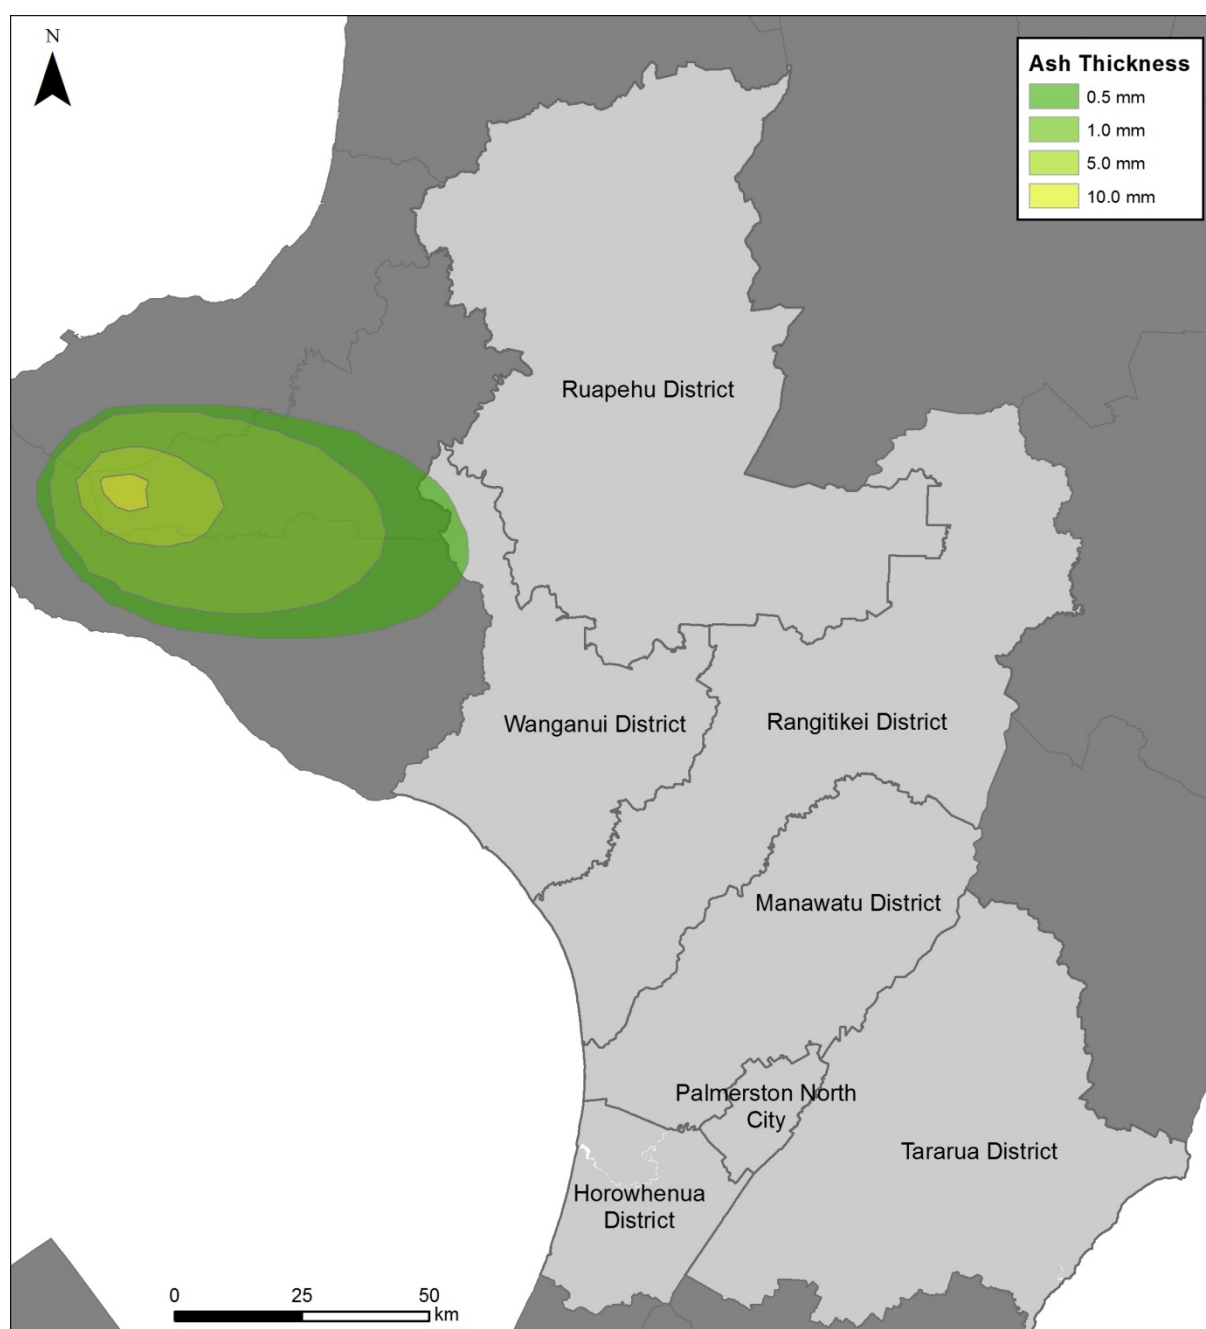 N
Ash Thickness
0.5 mm
1.0 mm
5.0 mm
10.0 mm
Ruapehu District
Wanganui District
Rangitikei District
Manawatu District
Palmerston North
City
Tararua District
Horowhenua
District
0 25 50
km